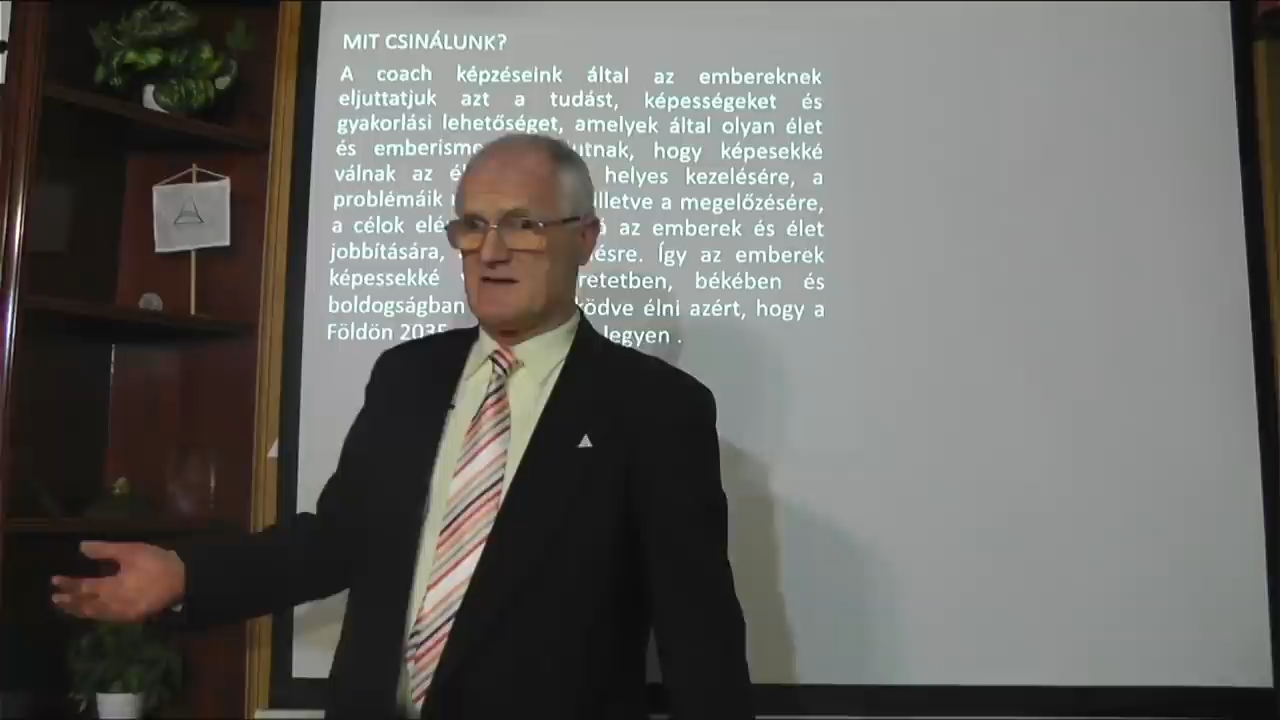 MIT CSINÁLUNK?
A coach képzéseink által az embereknek
eljuttatjuk azt a tudást, képességeket és
gyakorlási lehetőséget, amelyek által olyan élet
és hogy képesekké
válnak az helyes kezelésére, a
problémáik a megelőzésére,
a célok az emberek és élet
jobbítására, Így az emberek
képessekké békében és
boldogságban élni azért, hogy a
Földön legyen .